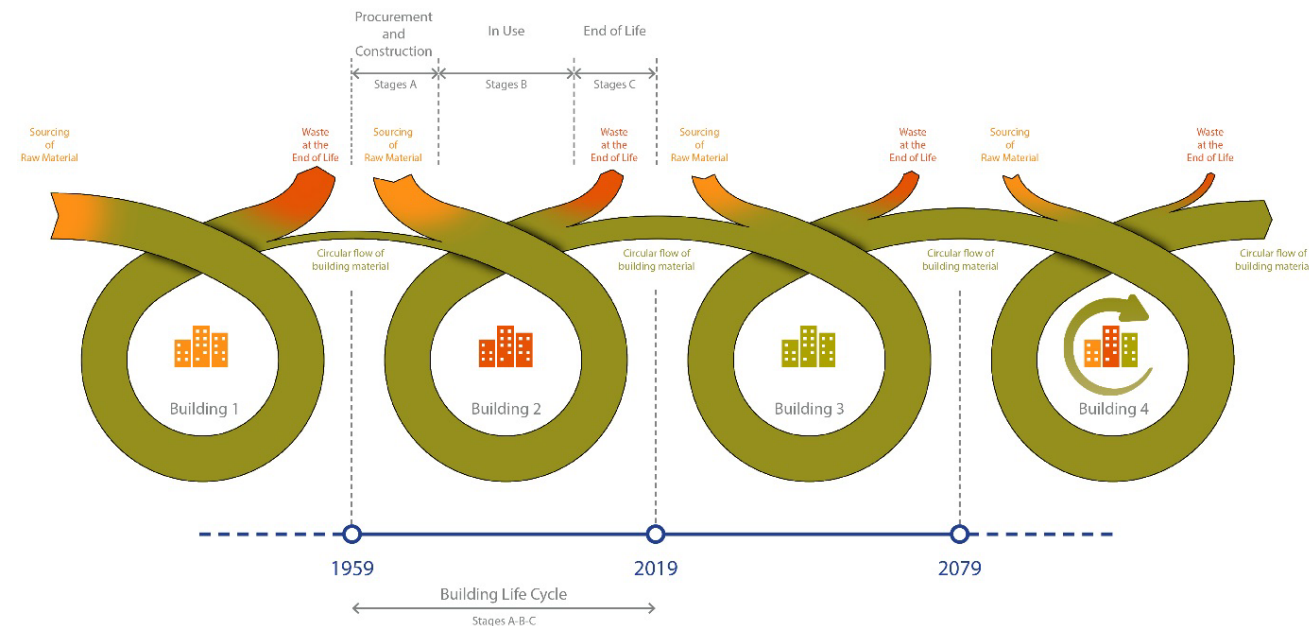 Procurement
and
Construction
In Use
End of Life
Stages A
Stages B
Stages C
Sourcing
of
Raw Material
Waste
at the
End of Life
Sourcing
of
Raw Material
Waste
at the
End of Life
Sourcing
of
Raw Material
Waste
at the
End of Life
Sourcing
of
Raw Material
Waste
at the
End of Life
Circular flow of
building material
Circular flow of
building material
Circular flow of
building material
Circular flow of
building material
Building 1
Building 2
Building 3
Building 4
1959
2019
2079
Building Life Cycle
Stages A-B-C